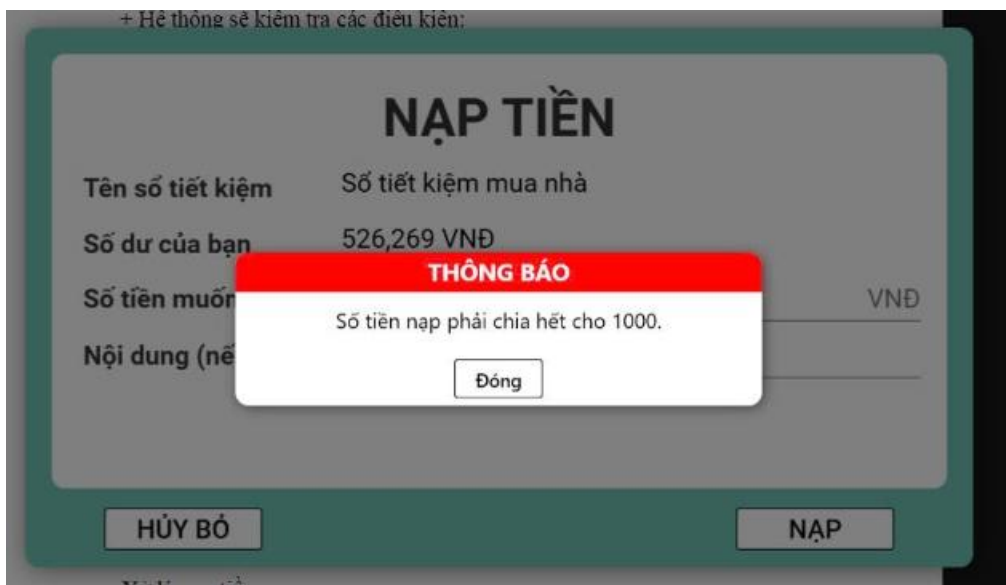 + Hệ thống sẽ kiểm tra các điều kiện:
NẠP TIỀN
Tên sổ tiết kiệm
Sổ tiết kiệm mua nhà
Số dư của bạn
526,269 VNĐ
THÔNG BÁO
Số tiền muốn
VNĐ
Số tiền nạp phải chia hết cho 1000.
Nội dung (nế
Đóng
HỦY BỎ
NẠP